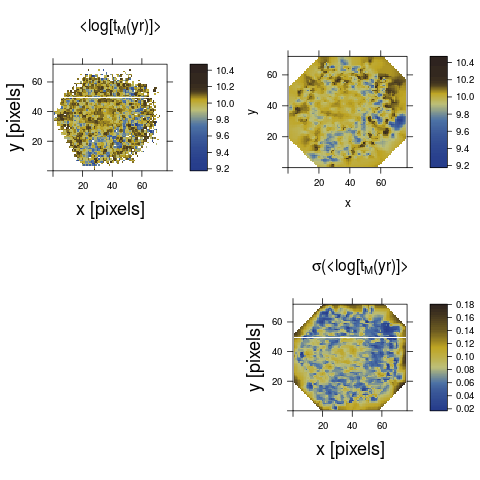 <log[tM(yr)]>
60
40
20
20 40 60
x [pixels]
y [pixels]
10.4
10.2
10.0
9.8
9.6
9.4
9.2
60
40
20
20 40 60
x
y
10.4
10.2
10.0
9.8
9.6
9.4
9.2
σ(<log[tM(yr)]>
60
40
20
20 40 60
x [pixels]
y [pixels]
0.18
0.16
0.14
0.12
0.10
0.08
0.06
0.04
0.02